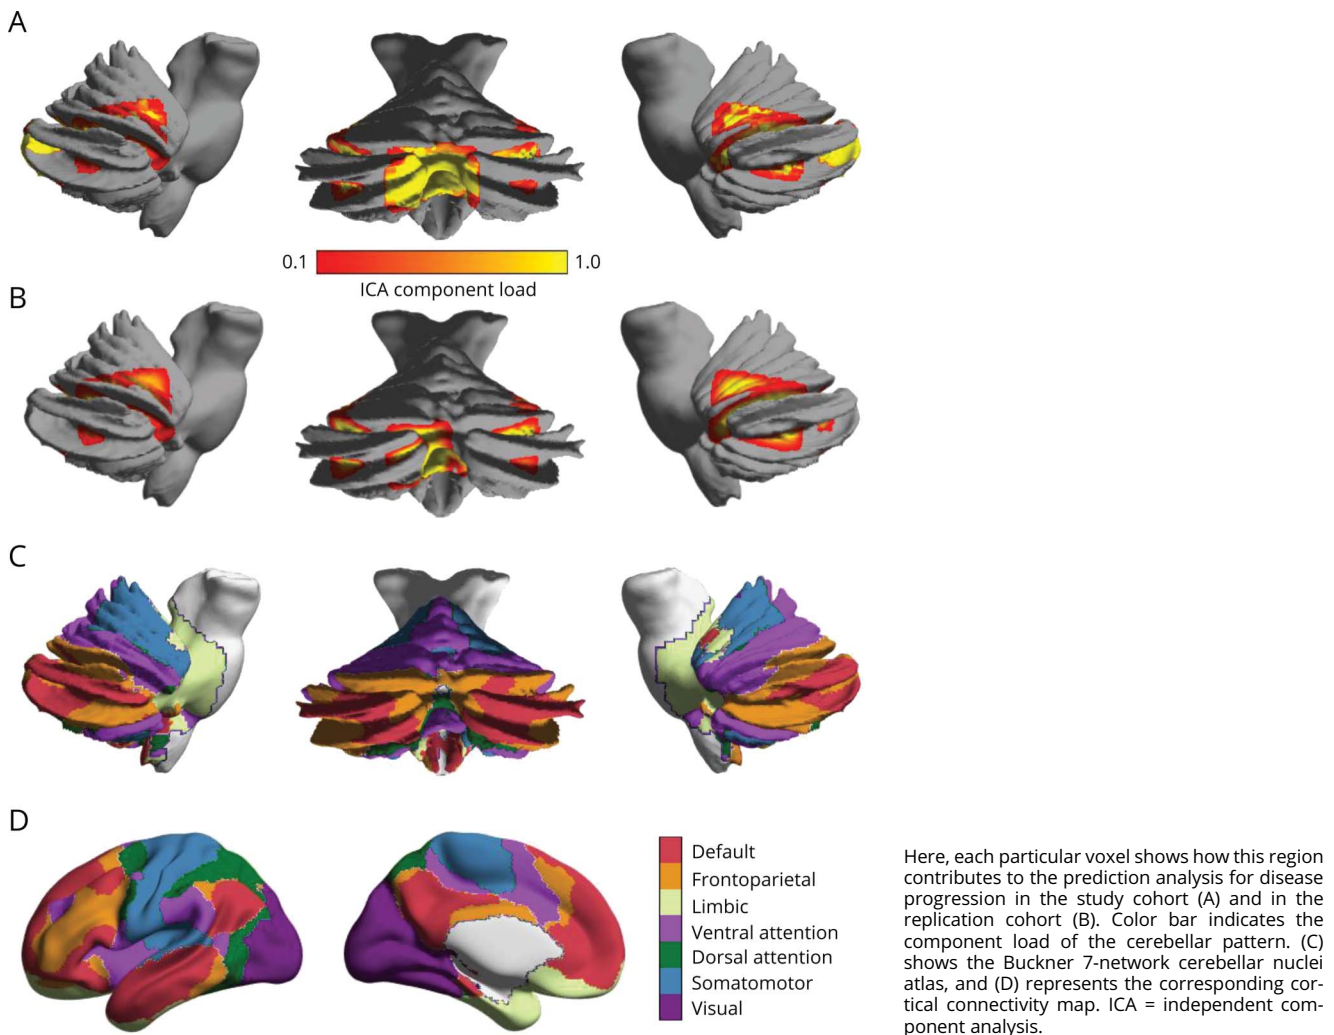 A
0.1
1.0
ICA component load
B
C
D
Default
Frontoparietal
Limbic
Ventral attention
Dorsal attention
Somatomotor
Visual
Here, each particular voxel shows how this region
contributes to the prediction analysis for disease
progression in the study cohort (A) and in the
replication cohort (B). Color bar indicates the
component load of the cerebellar pattern. (C)
shows the Buckner 7-network cerebellar nuclei
atlas, and (D) represents the corresponding cor-
tical connectivity map. ICA = independent com-
ponent analysis.